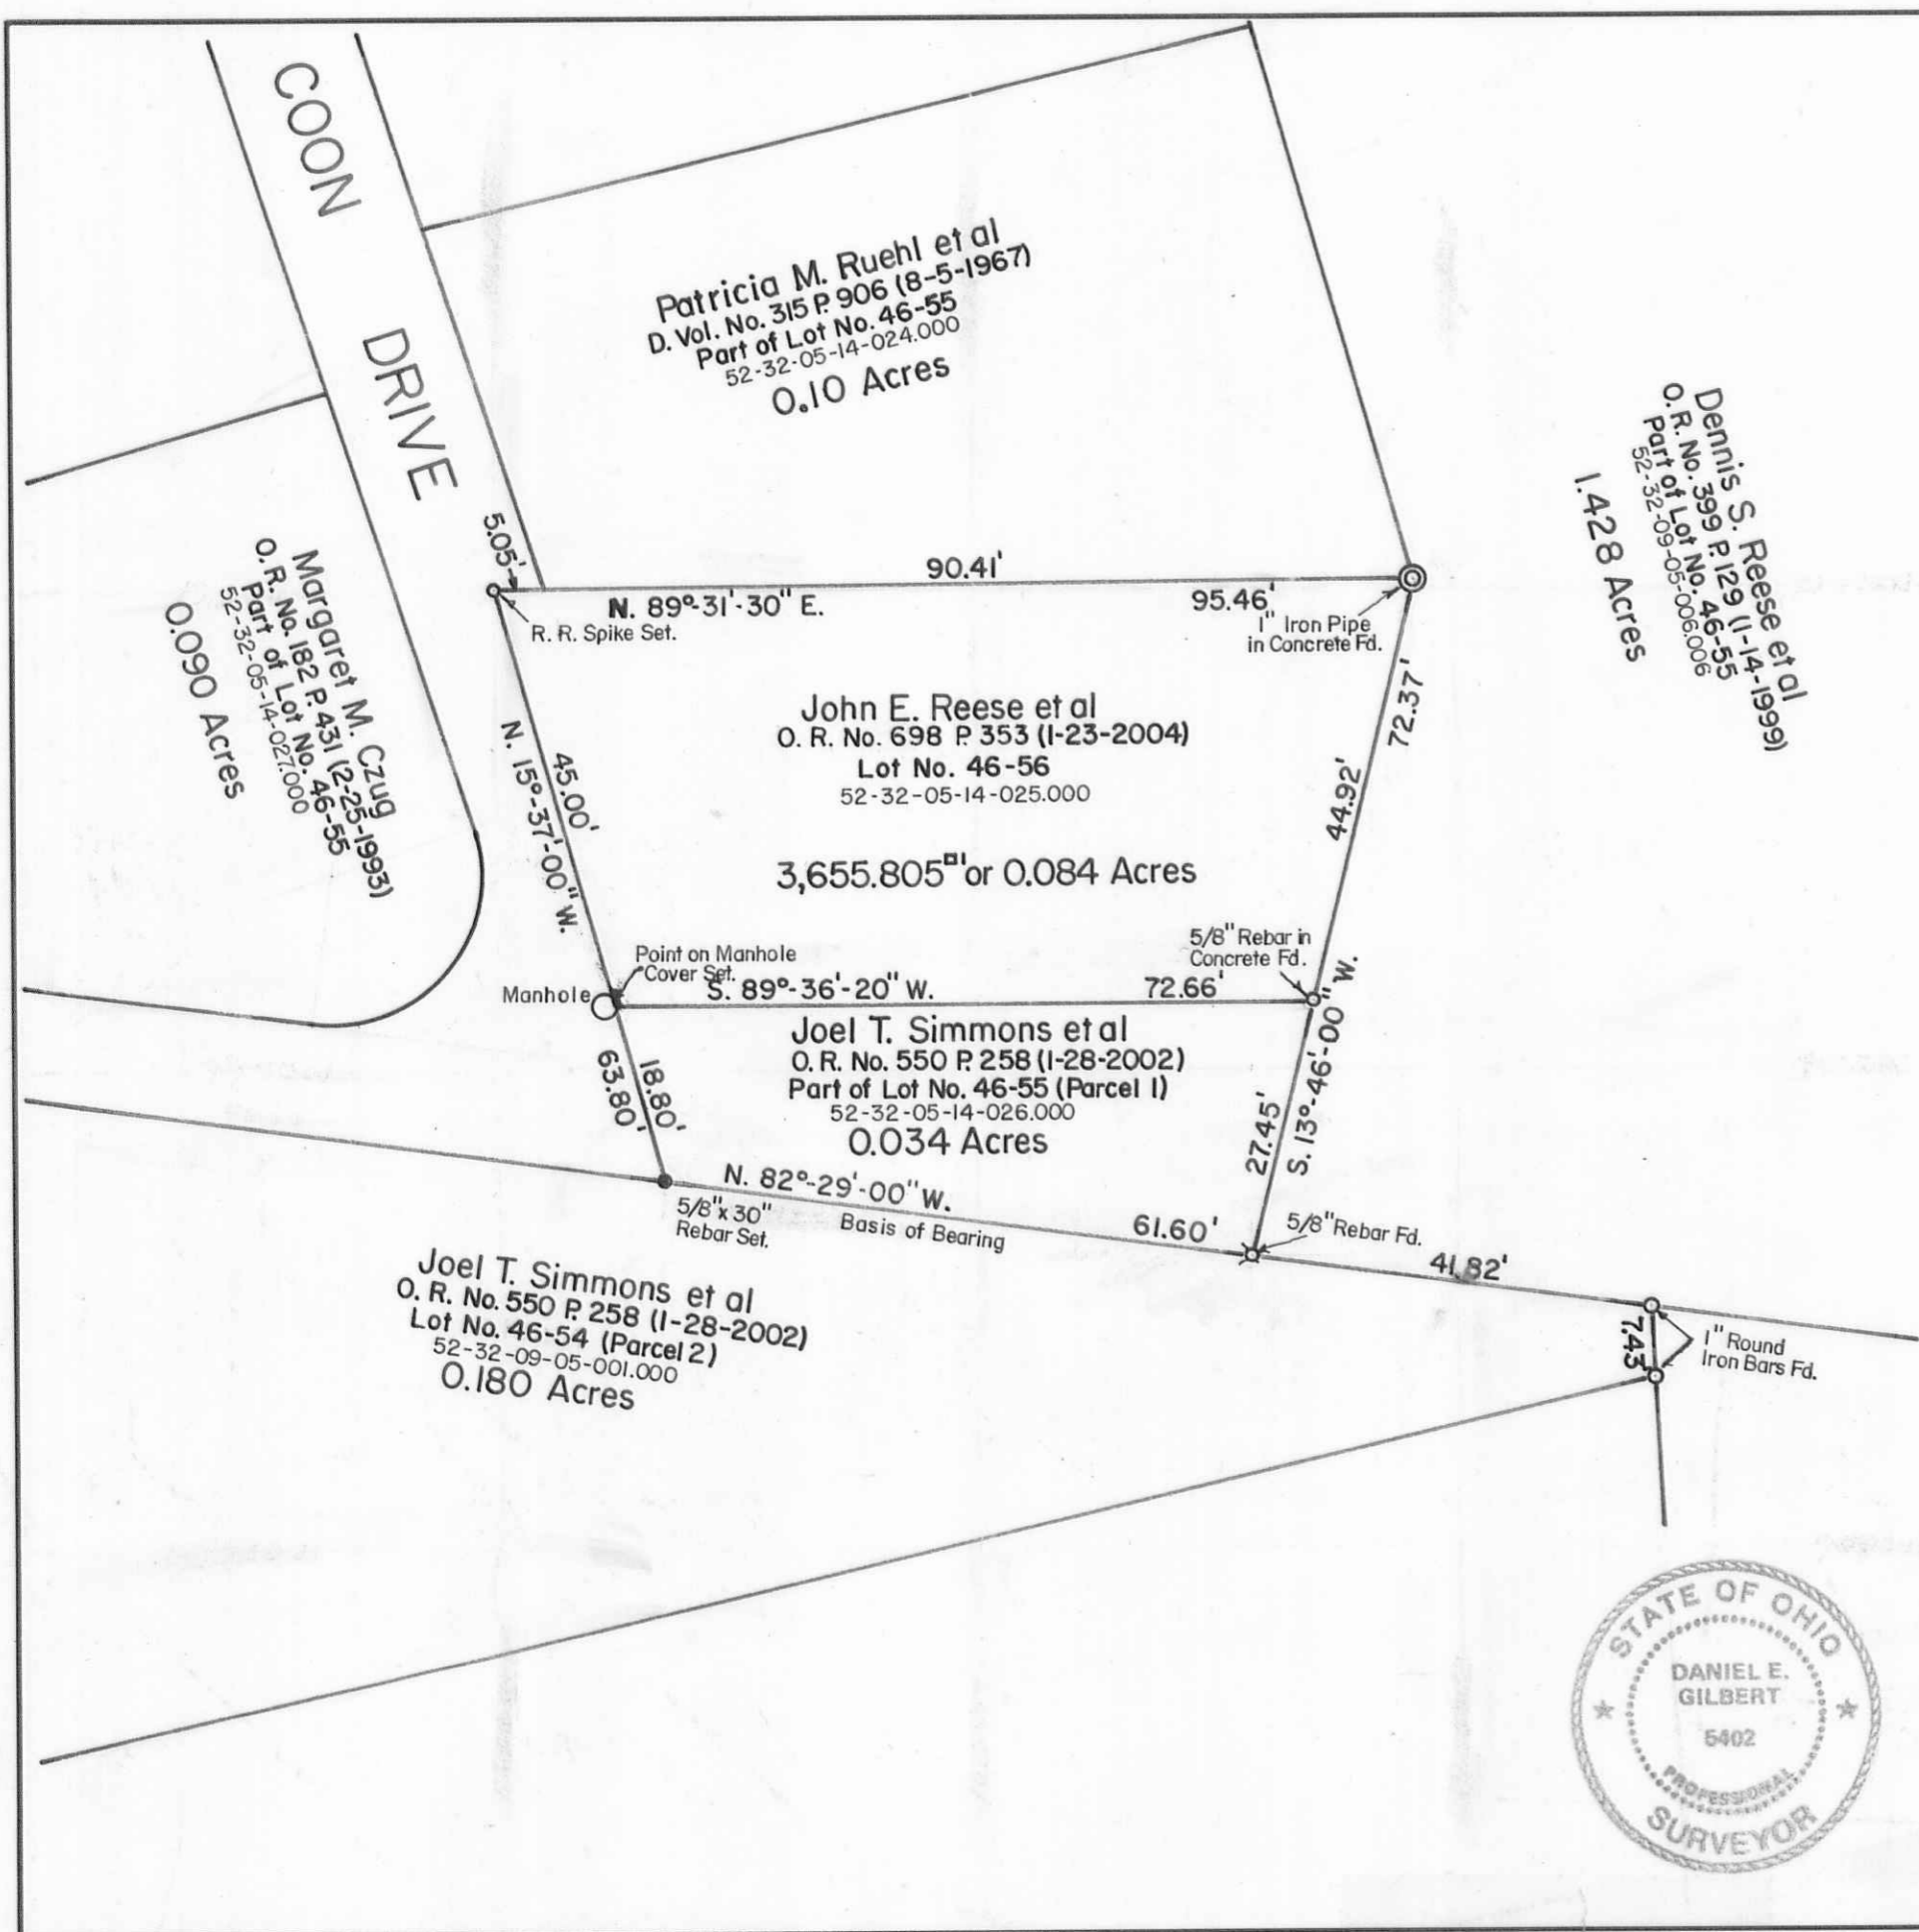 COON
DRIVE
Patricia M. Ruehl et al
D. Vol. No. 315 P. 906 (8-5-1967)
Part of Lot No. 46-55
52-32-05-14-024.000
0.10 Acres
Dennis S. Reese et al
O. R. No. 399 P. 129 (1-14-1999)
Part of Lot No. 46-55
52-32-09-05-006.006
1.428 Acres
Margaret M. Czug
O. R. No. 182 P. 431 (2-25-1993)
Part of Lot No. 46-55
52-32-05-14-027.000
0.090 Acres
5.05'
90.41'
N. 89°-31'-30" E.
95.46'
R. R. Spike Set.
1" Iron Pipe
in Concrete Fd.
72.37'
John E. Reese et al
O. R. No. 698 P. 353 (1-23-2004)
Lot No. 46-56
52-32-05-14-025.000
3,655.805 □' or 0.084 Acres
45.00'
N. 15°-37'-00" W.
44.92'
5/8" Rebar in
Concrete Fd.
Point on Manhole
Cover Set.
Manhole
S. 89°-36'-20" W.
72.66'
Joel T. Simmons et al
O. R. No. 550 P. 258 (1-28-2002)
Part of Lot No. 46-55 (Parcel 1)
52-32-05-14-026.000
0.034 Acres
18.80'
63.80'
27.45'
S. 13°-46'-00" W.
N. 82°-29'-00" W.
Basis of Bearing
61.60'
5/8" x 30"
Rebar Set.
5/8" Rebar Fd.
41.82'
7.43'
1" Round
Iron Bars Fd.
Joel T. Simmons et al
O. R. No. 550 P. 258 (1-28-2002)
Lot No. 46-54 (Parcel 2)
52-32-09-05-001.000
0.180 Acres
STATE OF OHIO
DANIEL E.
GILBERT
5402
PROFESSIONAL
SURVEYOR